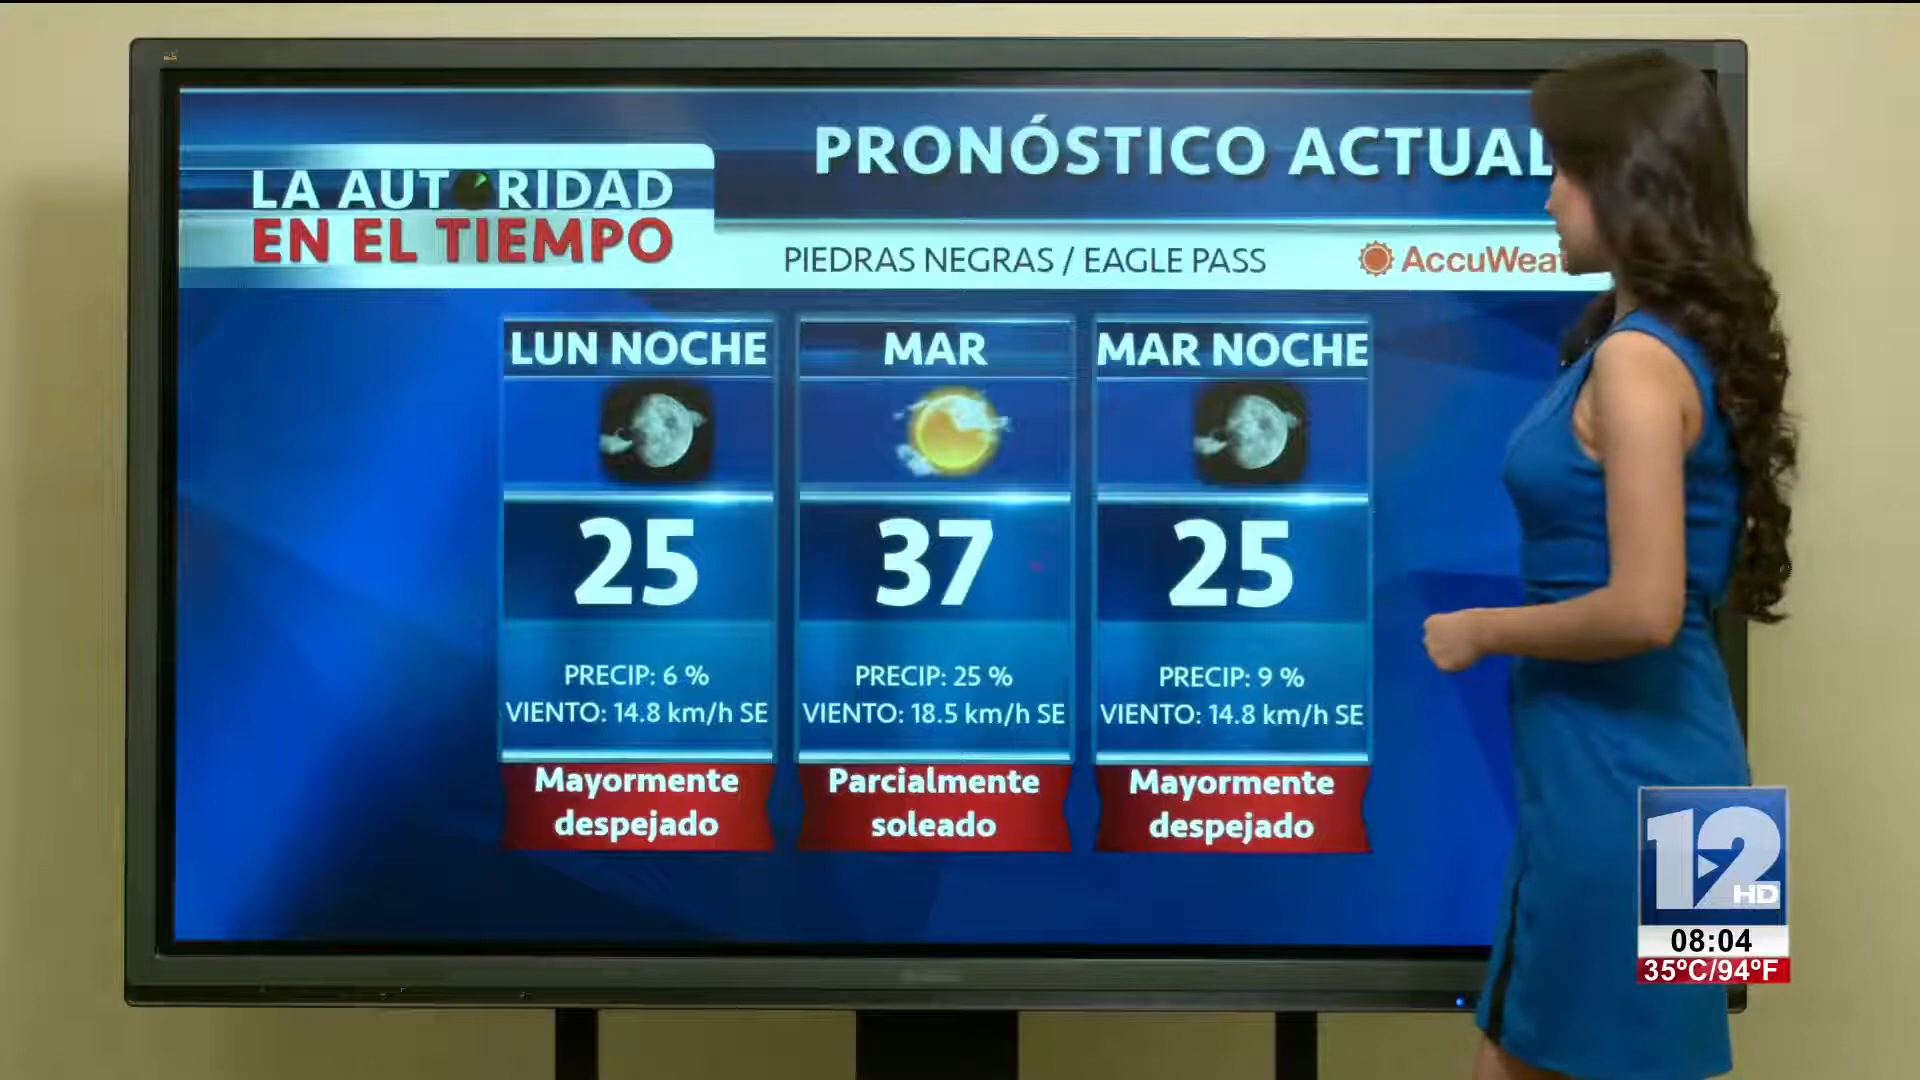 PRONÓSTICO ACTUAL
LA AUTORIDAD
EN EL TIEMPO
PIEDRAS NEGRAS / EAGLE PASS
LUN NOCHE
25
PRECIP: 6 %
VIENTO: 14.8 km/h SE
Mayormente
despejado
MAR
37
PRECIP: 25 %
VIENTO: 18.5 km/h SE
Parcialmente
soleado
MAR NOCHE
25
PRECIP: 9 %
VIENTO: 14.8 km/h SE
Mayormente
despejado
12
HD
08:04
35ºC/94ºF